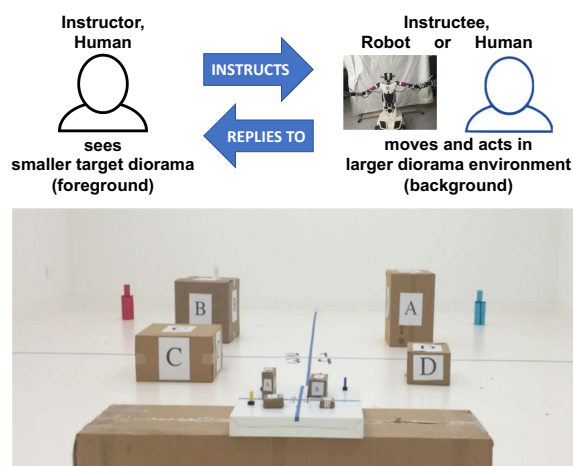 Instructor,
Human
INSTRUCTS
Instructee,
Robot or Human
REPLIES TO
sees
smaller target diorama
(foreground)
moves and acts in
larger diorama environment
(background)
B
A
C
D